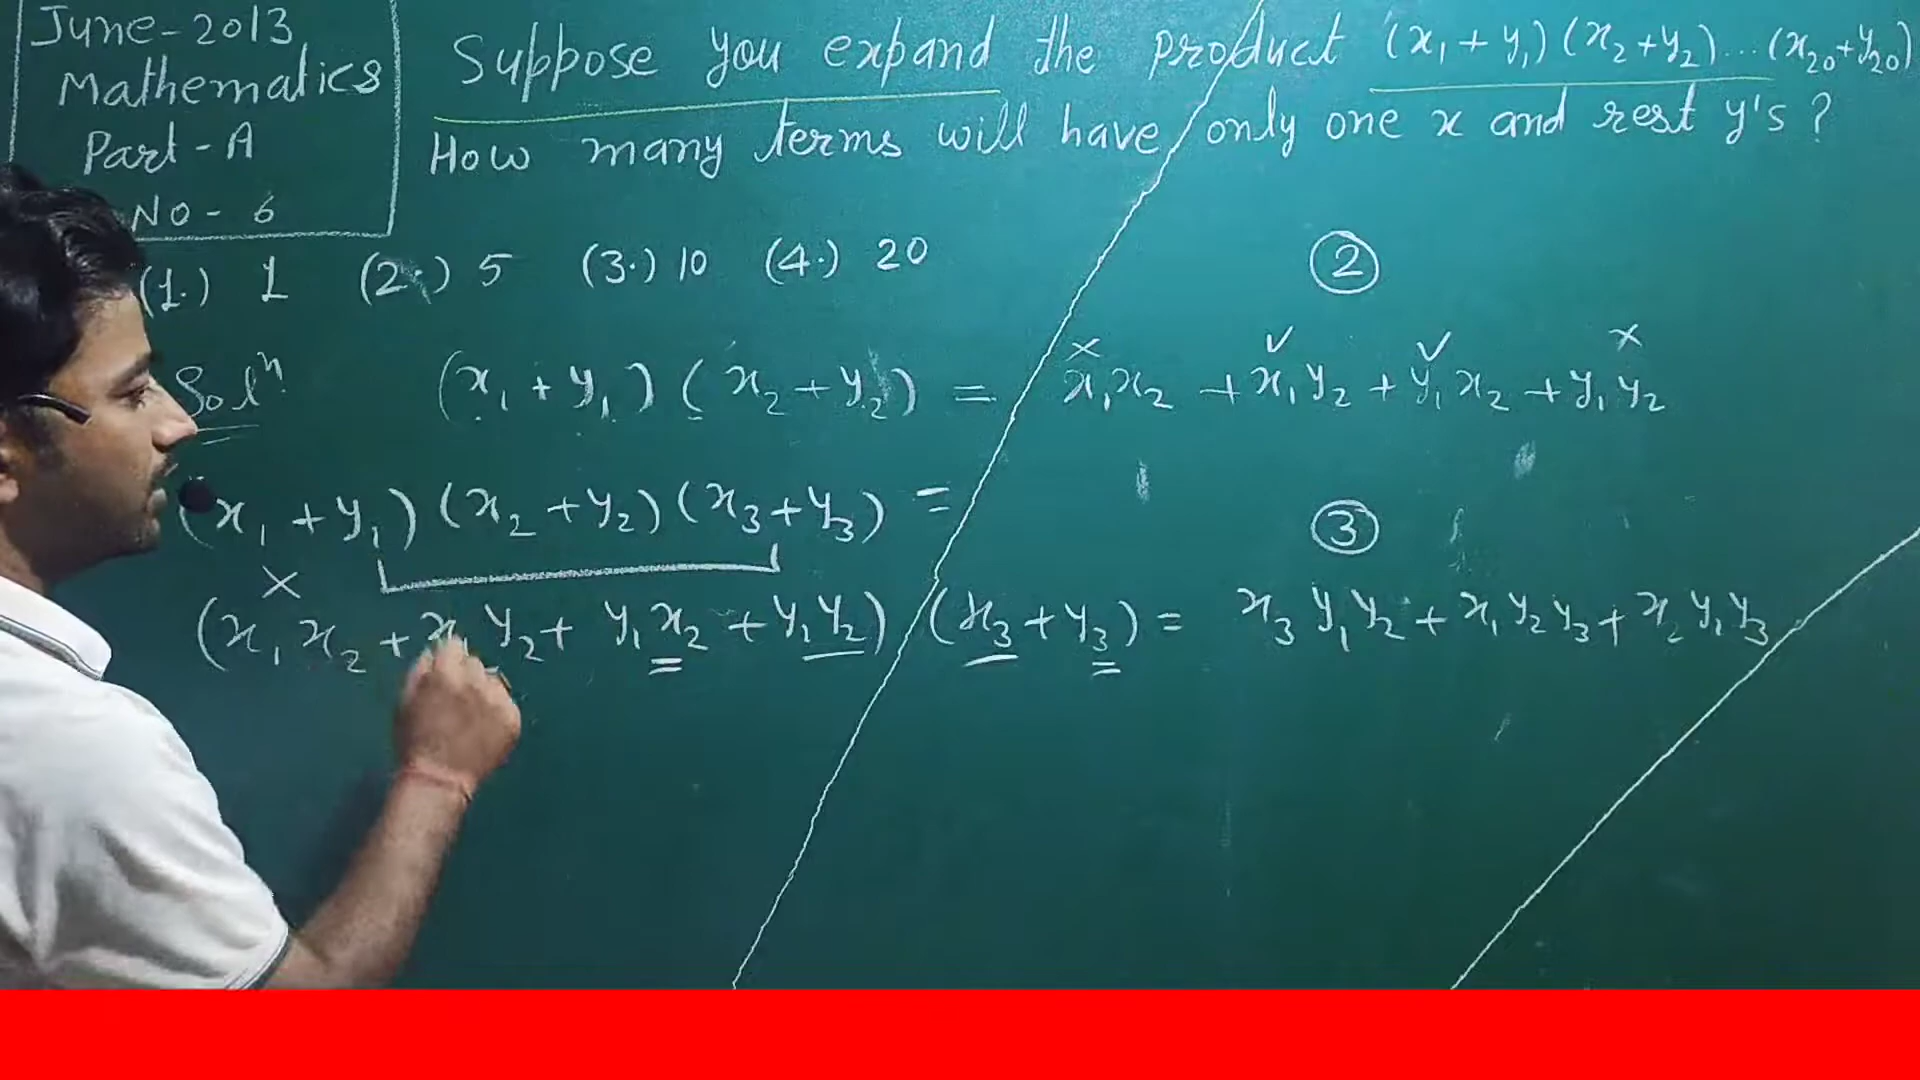 June-2013
Mathematics
Part-A
No-6
Suppose you expand the product (x₁+y₁)(x₂+y₂)...(x₂₀+y₂₀)
How many terms will have only one x and rest y's?
(1.) 1 (2.) 5 (3.) 10 (4.) 20
②
Solⁿ (x₁+y₁)(x₂+y₂) = x₁x₂ + x₁y₂ + y₁x₂ + y₁y₂
× ✓ ✓ ×
(x₁+y₁)(x₂+y₂)(x₃+y₃) =
③
×
(x₁x₂ + x₁y₂ + y₁x₂ + y₁y₂) (x₃+y₃) = x₃y₁y₂ + x₁y₂y₃ + x₂y₁y₃